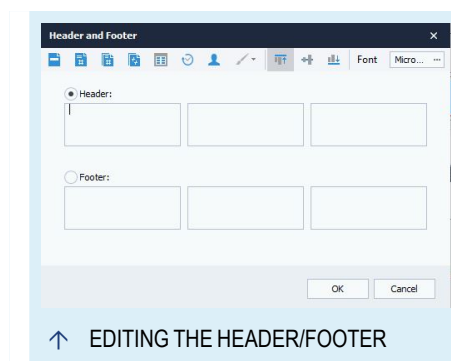 Header and Footer
Font Micro...
Header:
Footer:
OK Cancel
EDITING THE HEADER/FOOTER